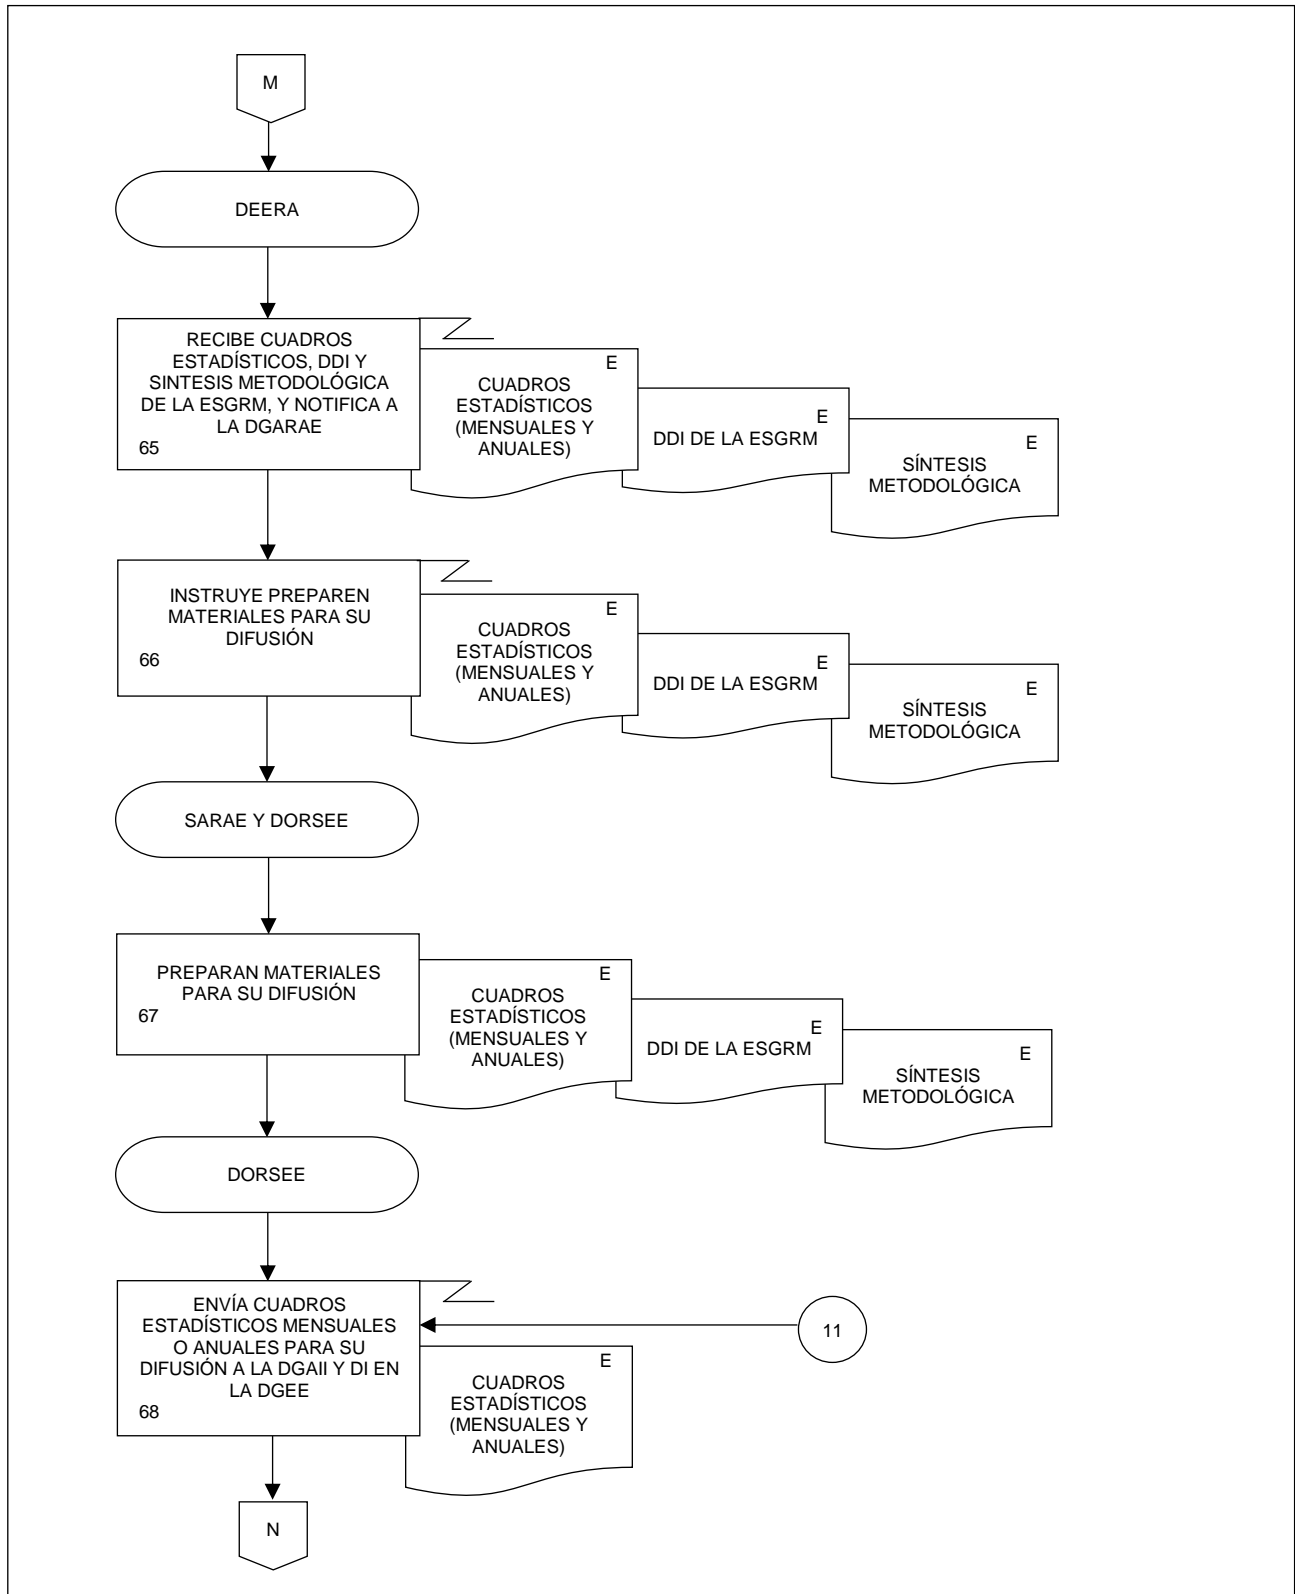 M
DEERA
RECIBE CUADROS
ESTADÍSTICOS, DDI Y
SINTESIS METODOLÓGICA
DE LA ESGRM, Y NOTIFICA A
LA DGARAE
65
E
CUADROS
ESTADÍSTICOS
(MENSUALES Y
ANUALES)
E
DDI DE LA ESGRM
E
SÍNTESIS
METODOLÓGICA
INSTRUYE PREPAREN
MATERIALES PARA SU
DIFUSIÓN
66
E
CUADROS
ESTADÍSTICOS
(MENSUALES Y
ANUALES)
E
DDI DE LA ESGRM
E
SÍNTESIS
METODOLÓGICA
SARAE Y DORSEE
PREPARAN MATERIALES
PARA SU DIFUSIÓN
67
E
CUADROS
ESTADÍSTICOS
(MENSUALES Y
ANUALES)
E
DDI DE LA ESGRM
E
SÍNTESIS
METODOLÓGICA
DORSEE
ENVÍA CUADROS
ESTADÍSTICOS MENSUALES
O ANUALES PARA SU
DIFUSIÓN A LA DGAII Y DI EN
LA DGEE
68
11
E
CUADROS
ESTADÍSTICOS
(MENSUALES Y
ANUALES)
N